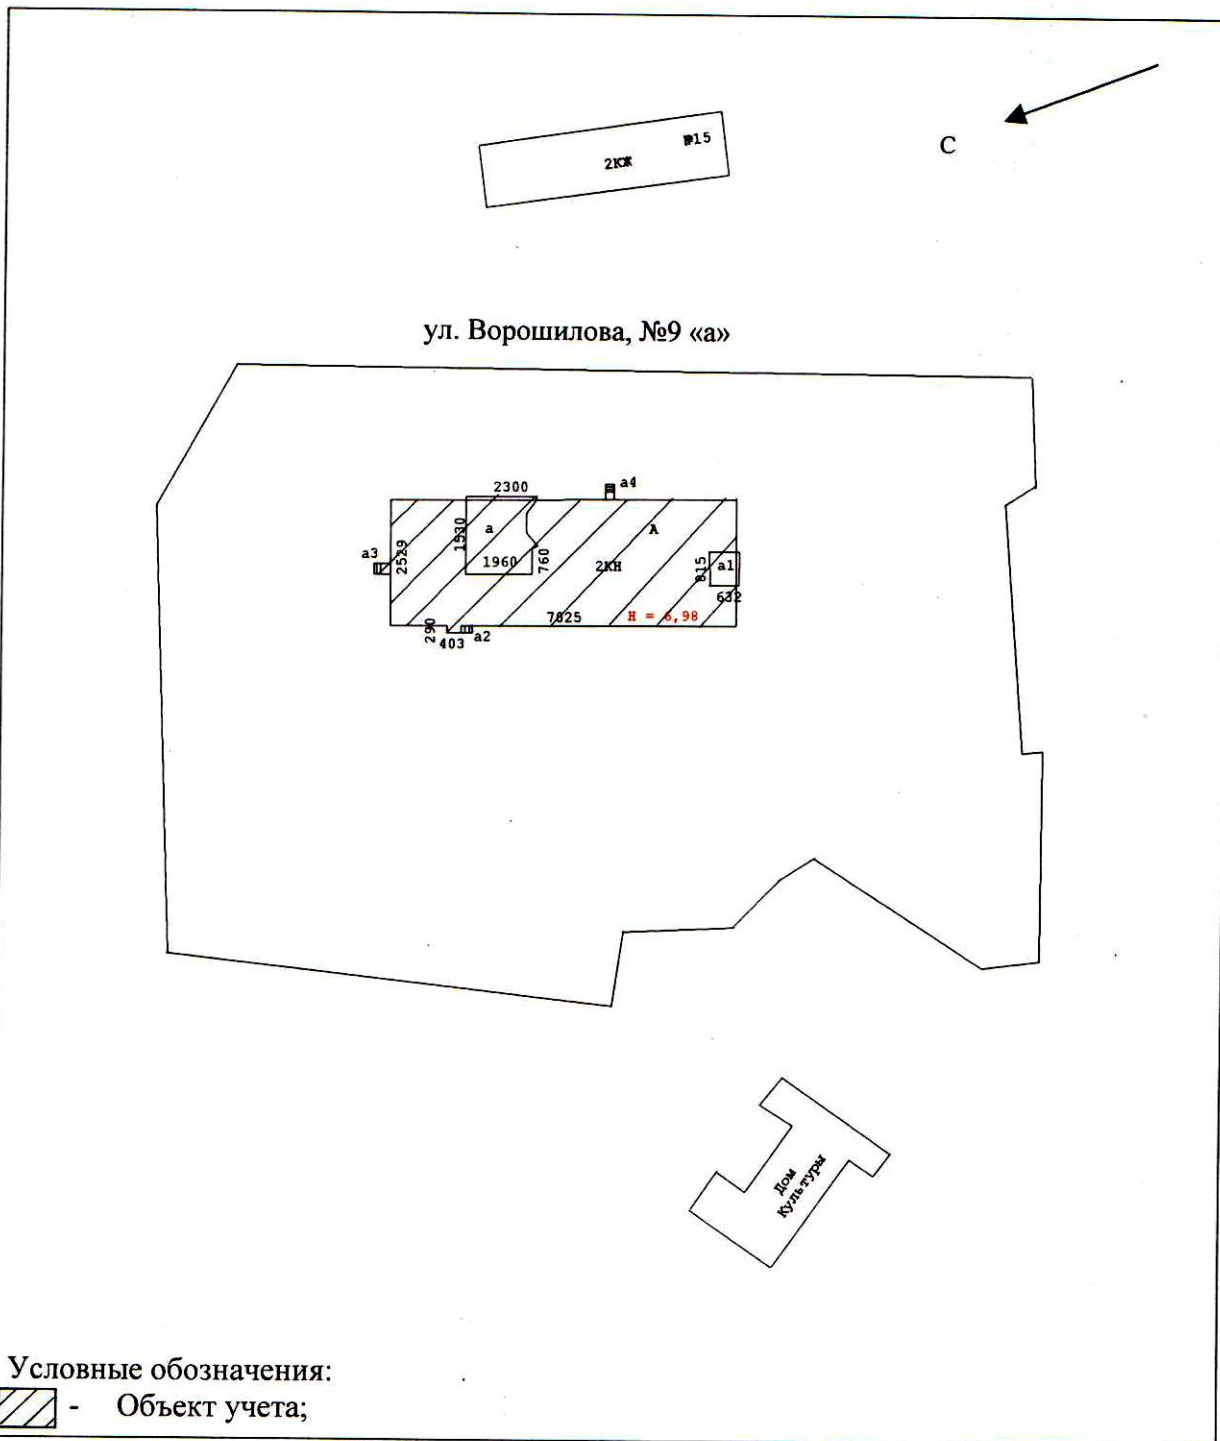 С
№15
2КЖ
ул. Ворошилова, №9 «а»
2300
а4
1530
а
А
а3
2529
1960
760
2КН
815
а1
632
290
7025
Н = 6,98
403
а2
Дом
Культуры
Условные обозначения:
- Объект учета;